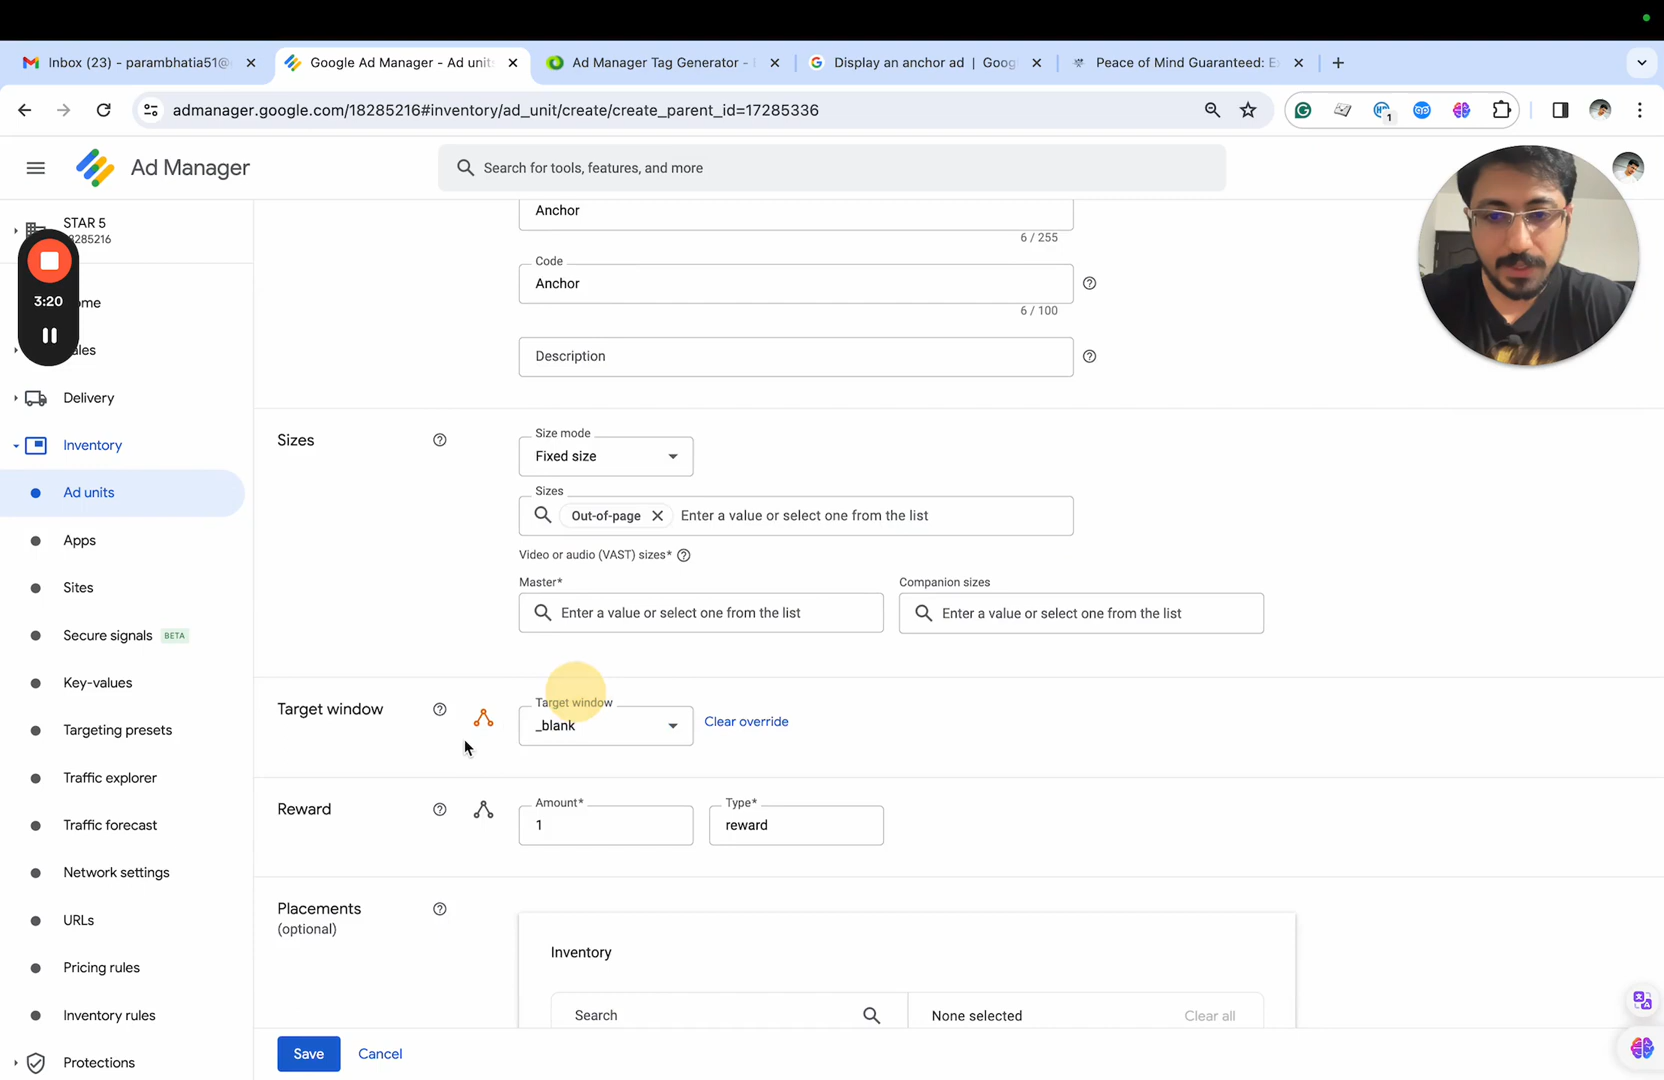 Inbox (23) - parambhatia51@
Google Ad Manager - Ad units
Ad Manager Tag Generator -
Display an anchor ad | Goog
Peace of Mind Guaranteed: E
admanager.google.com/18285216#inventory/ad_unit/create/create_parent_id=17285336
1
Ad Manager
Search for tools, features, and more
STAR 5
8285216
3:20
ome
ales
Delivery
Inventory
Ad units
Apps
Sites
Secure signals BETA
Key-values
Targeting presets
Traffic explorer
Traffic forecast
Network settings
URLs
Pricing rules
Inventory rules
Protections
Anchor
6 / 255
Code
Anchor
6 / 100
Description
Sizes
Size mode
Fixed size
Sizes
Out-of-page
Enter a value or select one from the list
Video or audio (VAST) sizes*
Master*
Companion sizes
Enter a value or select one from the list
Enter a value or select one from the list
Target window
Target window
_blank
Clear override
Reward
Amount*
1
Type*
reward
Placements
(optional)
Inventory
Search
None selected
Clear all
Save
Cancel